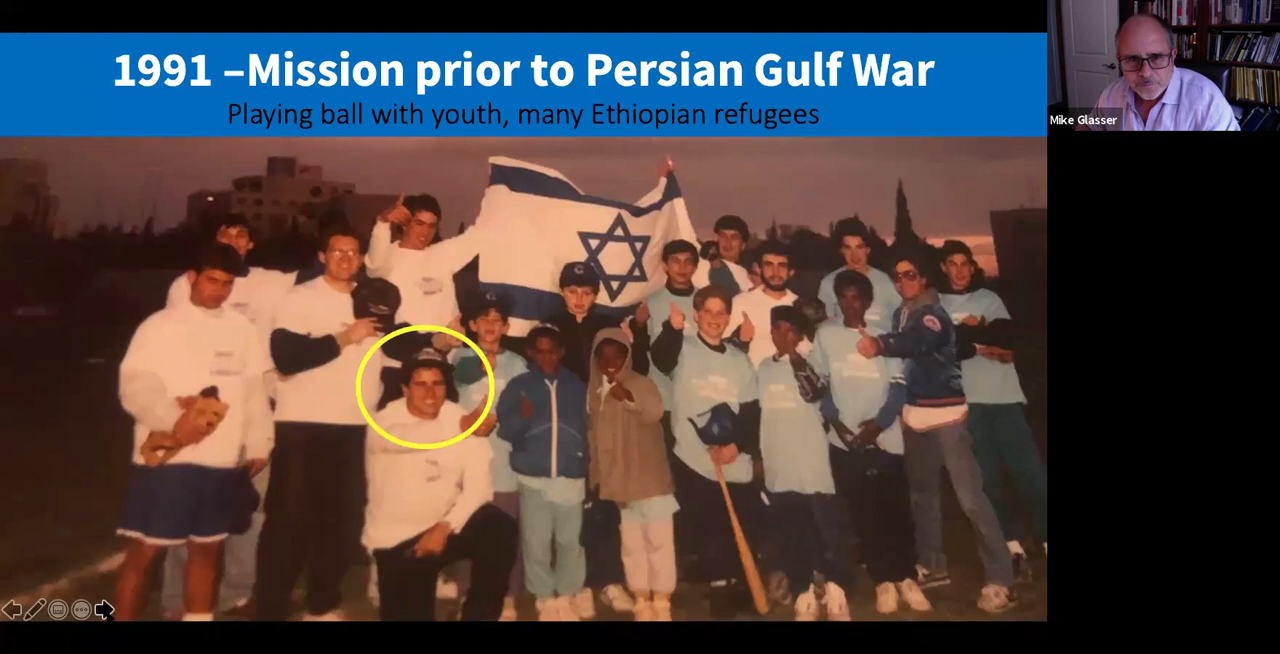 1991 –Mission prior to Persian Gulf War
Playing ball with youth, many Ethiopian refugees
Mike Glasser